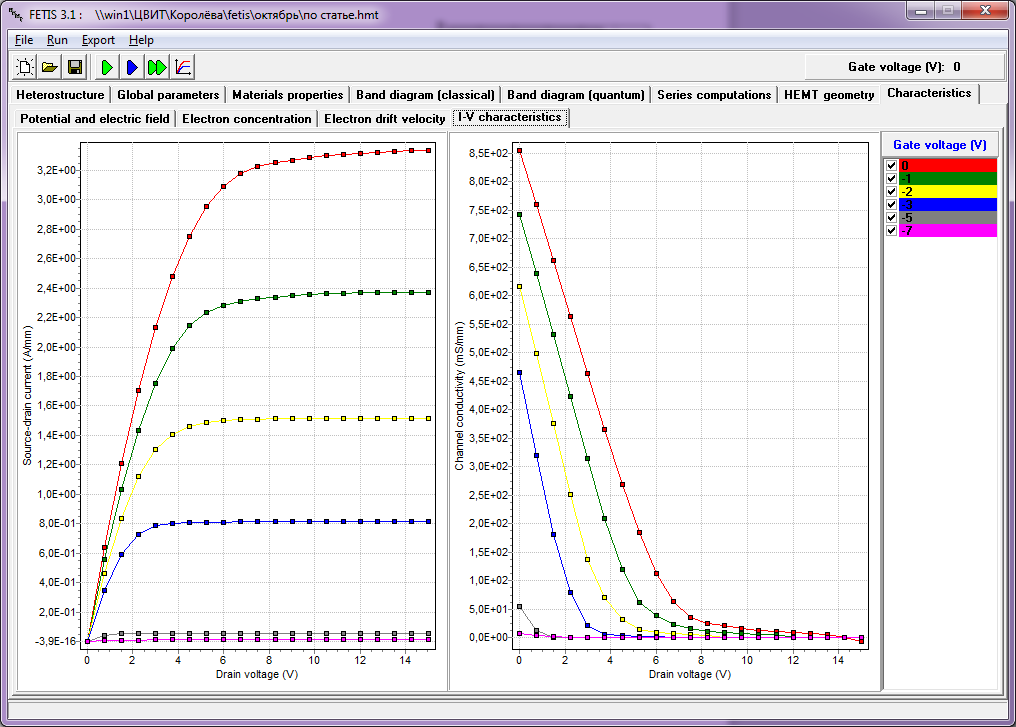 FETIS 3.1 : \\win1\ЦВИТ\Королёва\fetis\октябрь\по статье.hmt
File Run Export Help
Gate voltage (V): 0
Heterostructure Global parameters Materials properties Band diagram (classical) Band diagram (quantum) Series computations HEMT geometry Characteristics
Potential and electric field Electron concentration Electron drift velocity I-V characteristics
Source-drain current (A/mm)
3,2E+00
3,0E+00
2,8E+00
2,6E+00
2,4E+00
2,2E+00
2,0E+00
1,8E+00
1,6E+00
1,4E+00
1,2E+00
1,0E+00
8,0E-01
6,0E-01
4,0E-01
2,0E-01
-3,9E-16
0 2 4 6 8 10 12 14
Drain voltage (V)
Channel conductivity (mS/mm)
8,5E+02
8,0E+02
7,5E+02
7,0E+02
6,5E+02
6,0E+02
5,5E+02
5,0E+02
4,5E+02
4,0E+02
3,5E+02
3,0E+02
2,5E+02
2,0E+02
1,5E+02
1,0E+02
5,0E+01
0,0E+00
0 2 4 6 8 10 12 14
Drain voltage (V)
Gate voltage (V)
0
-1
-2
-3
-5
-7